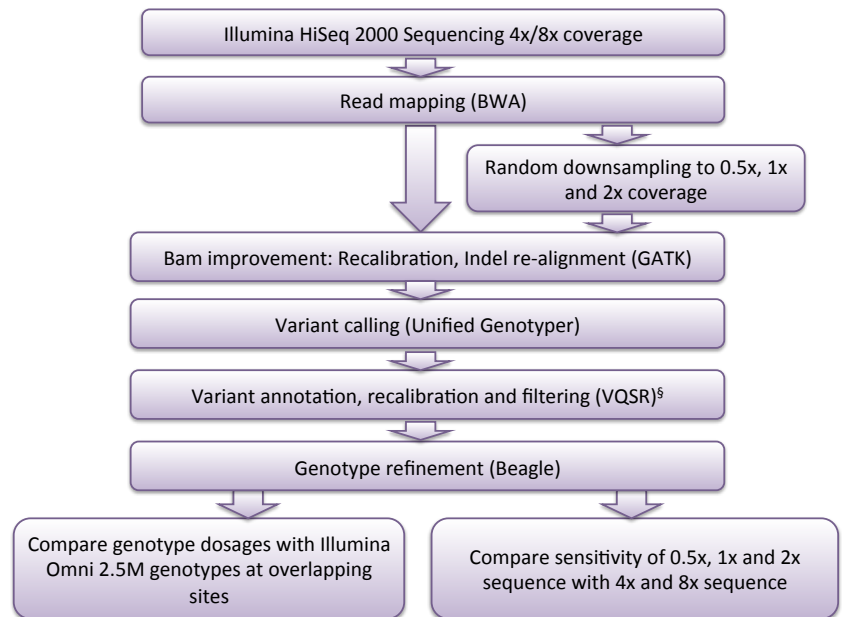 Illumina HiSeq 2000 Sequencing 4x/8x coverage
Read mapping (BWA)
Random downsampling to 0.5x, 1x
and 2x coverage
Bam improvement: Recalibration, Indel re-alignment (GATK)
Variant calling (Unified Genotyper)
Variant annotation, recalibration and filtering (VQSR)§
Genotype refinement (Beagle)
Compare genotype dosages with Illumina
Omni 2.5M genotypes at overlapping
sites
Compare sensitivity of 0.5x, 1x and 2x
sequence with 4x and 8x sequence